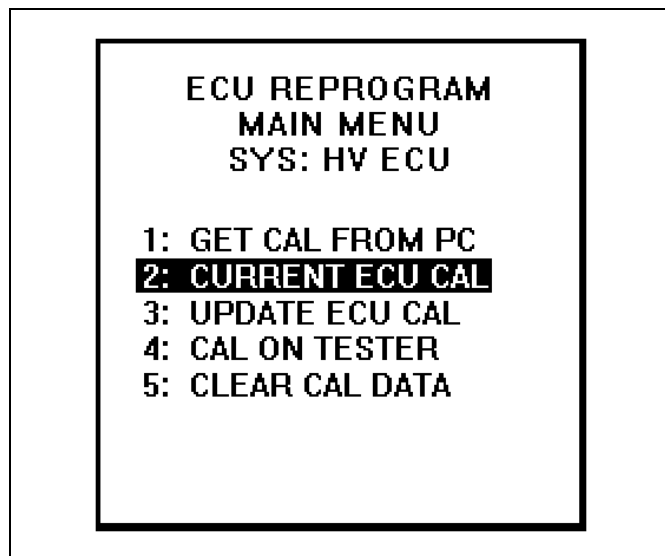 ECU REPROGRAM
MAIN MENU
SYS: HV ECU
1: GET CAL FROM PC
2: CURRENT ECU CAL
3: UPDATE ECU CAL
4: CAL ON TESTER
5: CLEAR CAL DATA